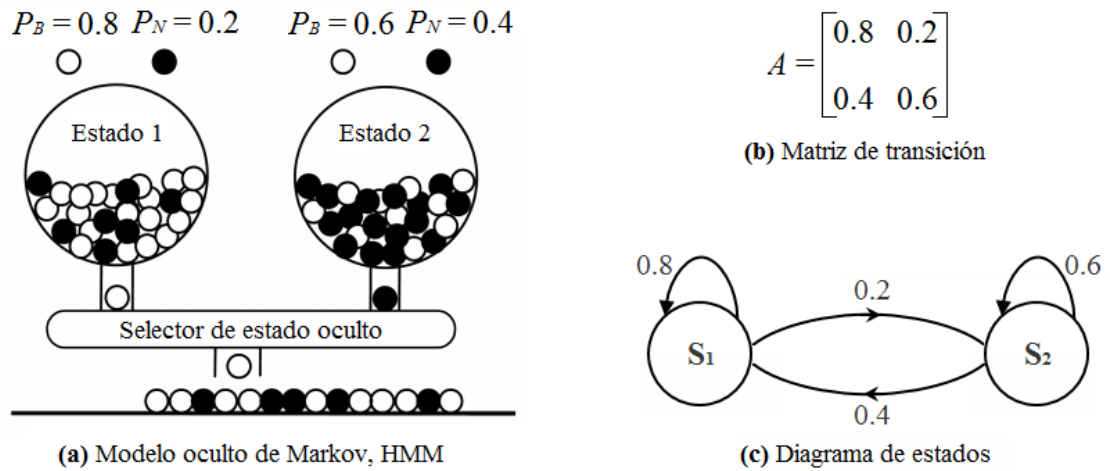 P_B = 0.8 P_N = 0.2
P_B = 0.6 P_N = 0.4
Estado 1
Estado 2
Selector de estado oculto
(a) Modelo oculto de Markov, HMM
A = [0.8 0.2
0.4 0.6]
(b) Matriz de transición
0.8
0.2
0.6
S₁
S₂
0.4
(c) Diagrama de estados